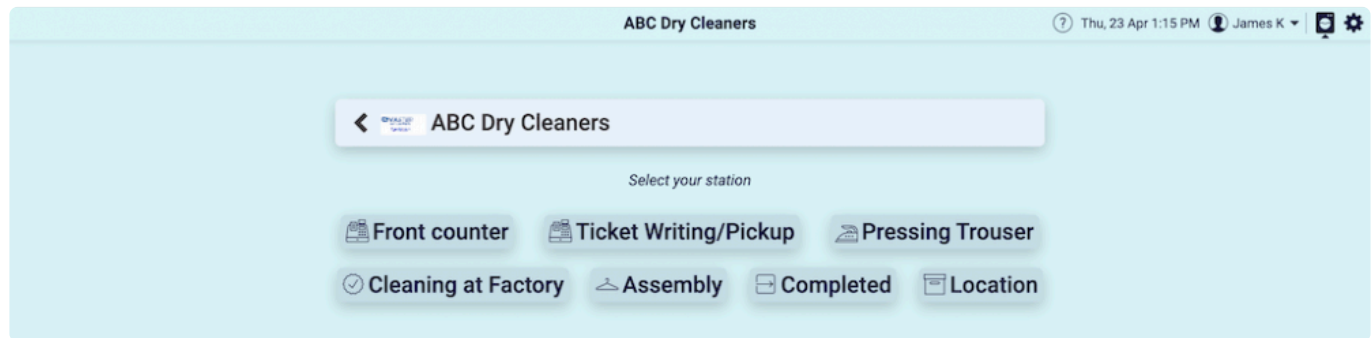 ABC Dry Cleaners
? Thu, 23 Apr 1:15 PM James K
ABC Dry Cleaners
Select your station
Front counter Ticket Writing/Pickup Pressing Trouser
Cleaning at Factory Assembly Completed Location